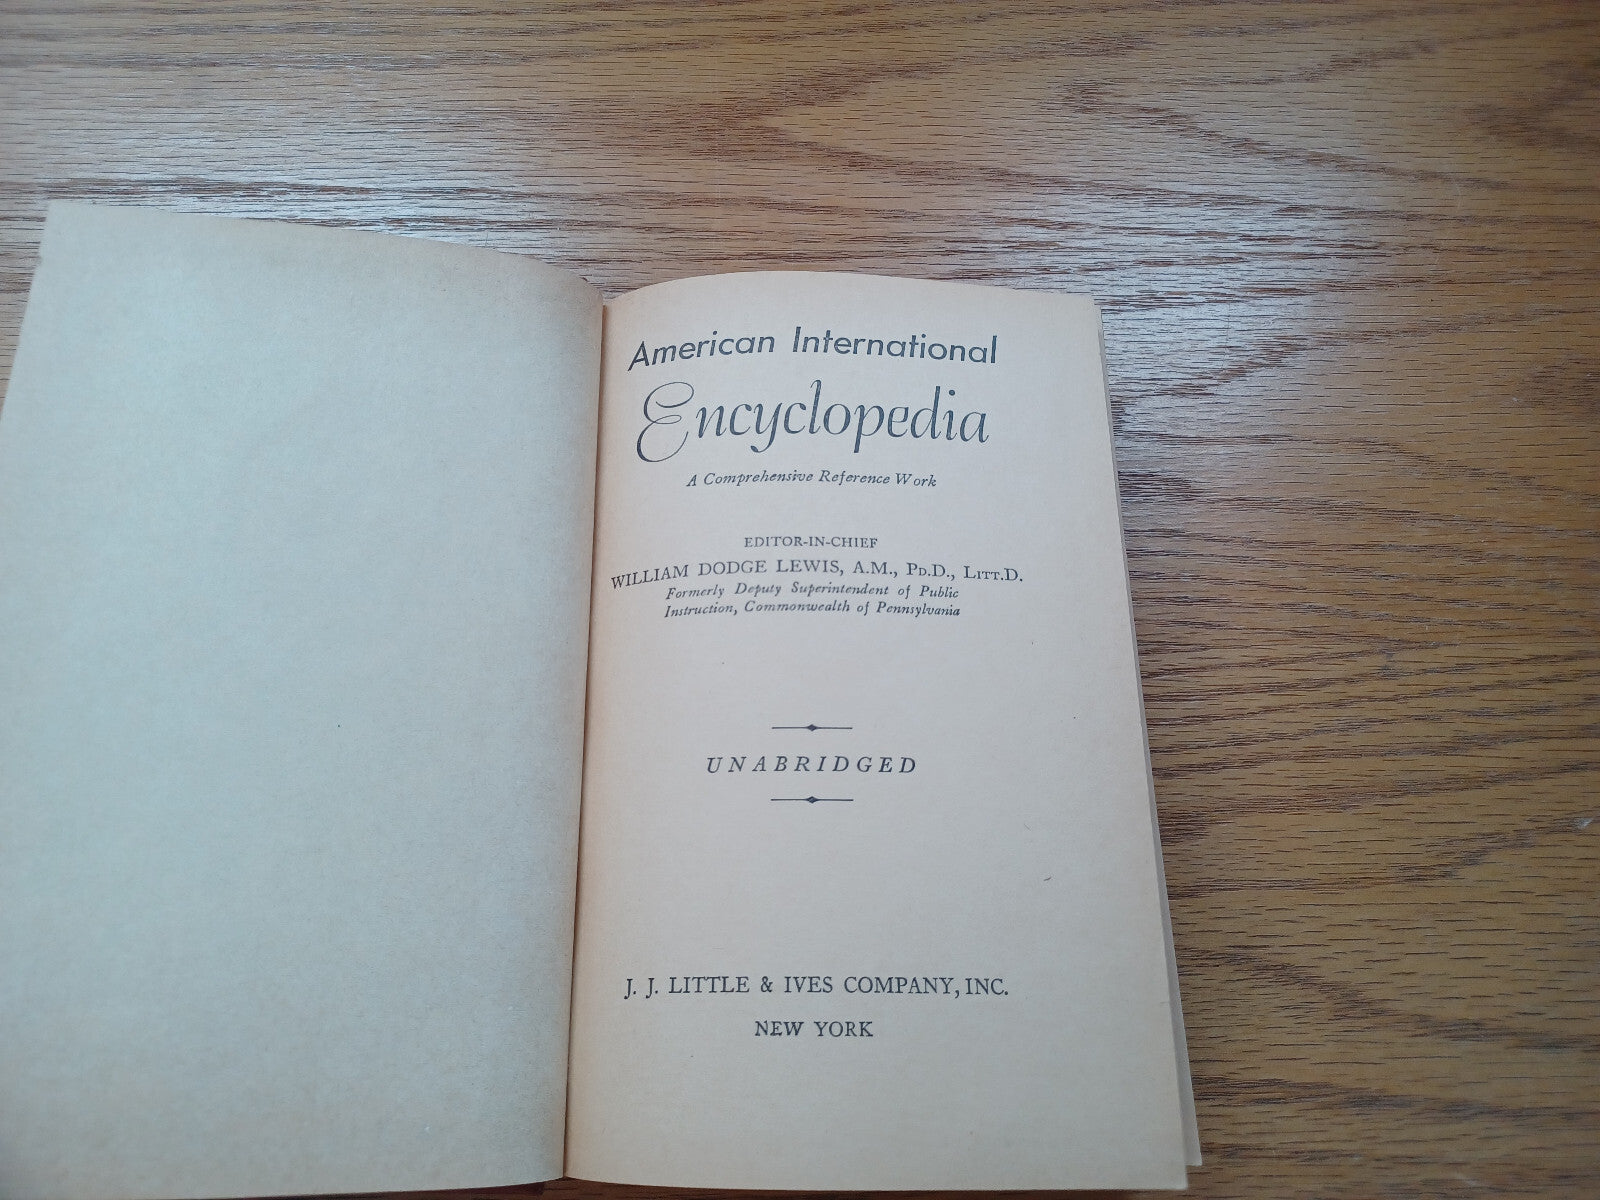 American International
Encyclopedia
A Comprehensive Reference Work
EDITOR-IN-CHIEF
WILLIAM DODGE LEWIS, A.M., Pd.D., Litt.D.
Formerly Deputy Superintendent of Public
Instruction, Commonwealth of Pennsylvania
UNABRIDGED
J. J. LITTLE & IVES COMPANY, INC.
NEW YORK